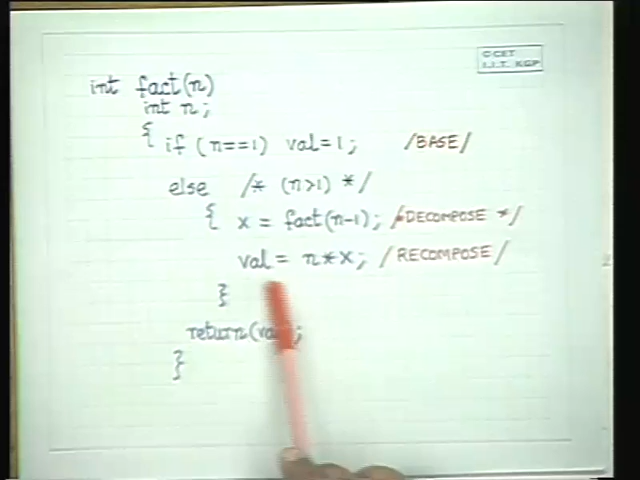 C-CET
I.I.T. KGP
int fact(n)
int n;
{ if (n==1) val=1; /BASE/
else /* (n>1) */
{ x = fact(n-1); /*DECOMPOSE */
val= n*x; /RECOMPOSE/
}
return(va ;
}